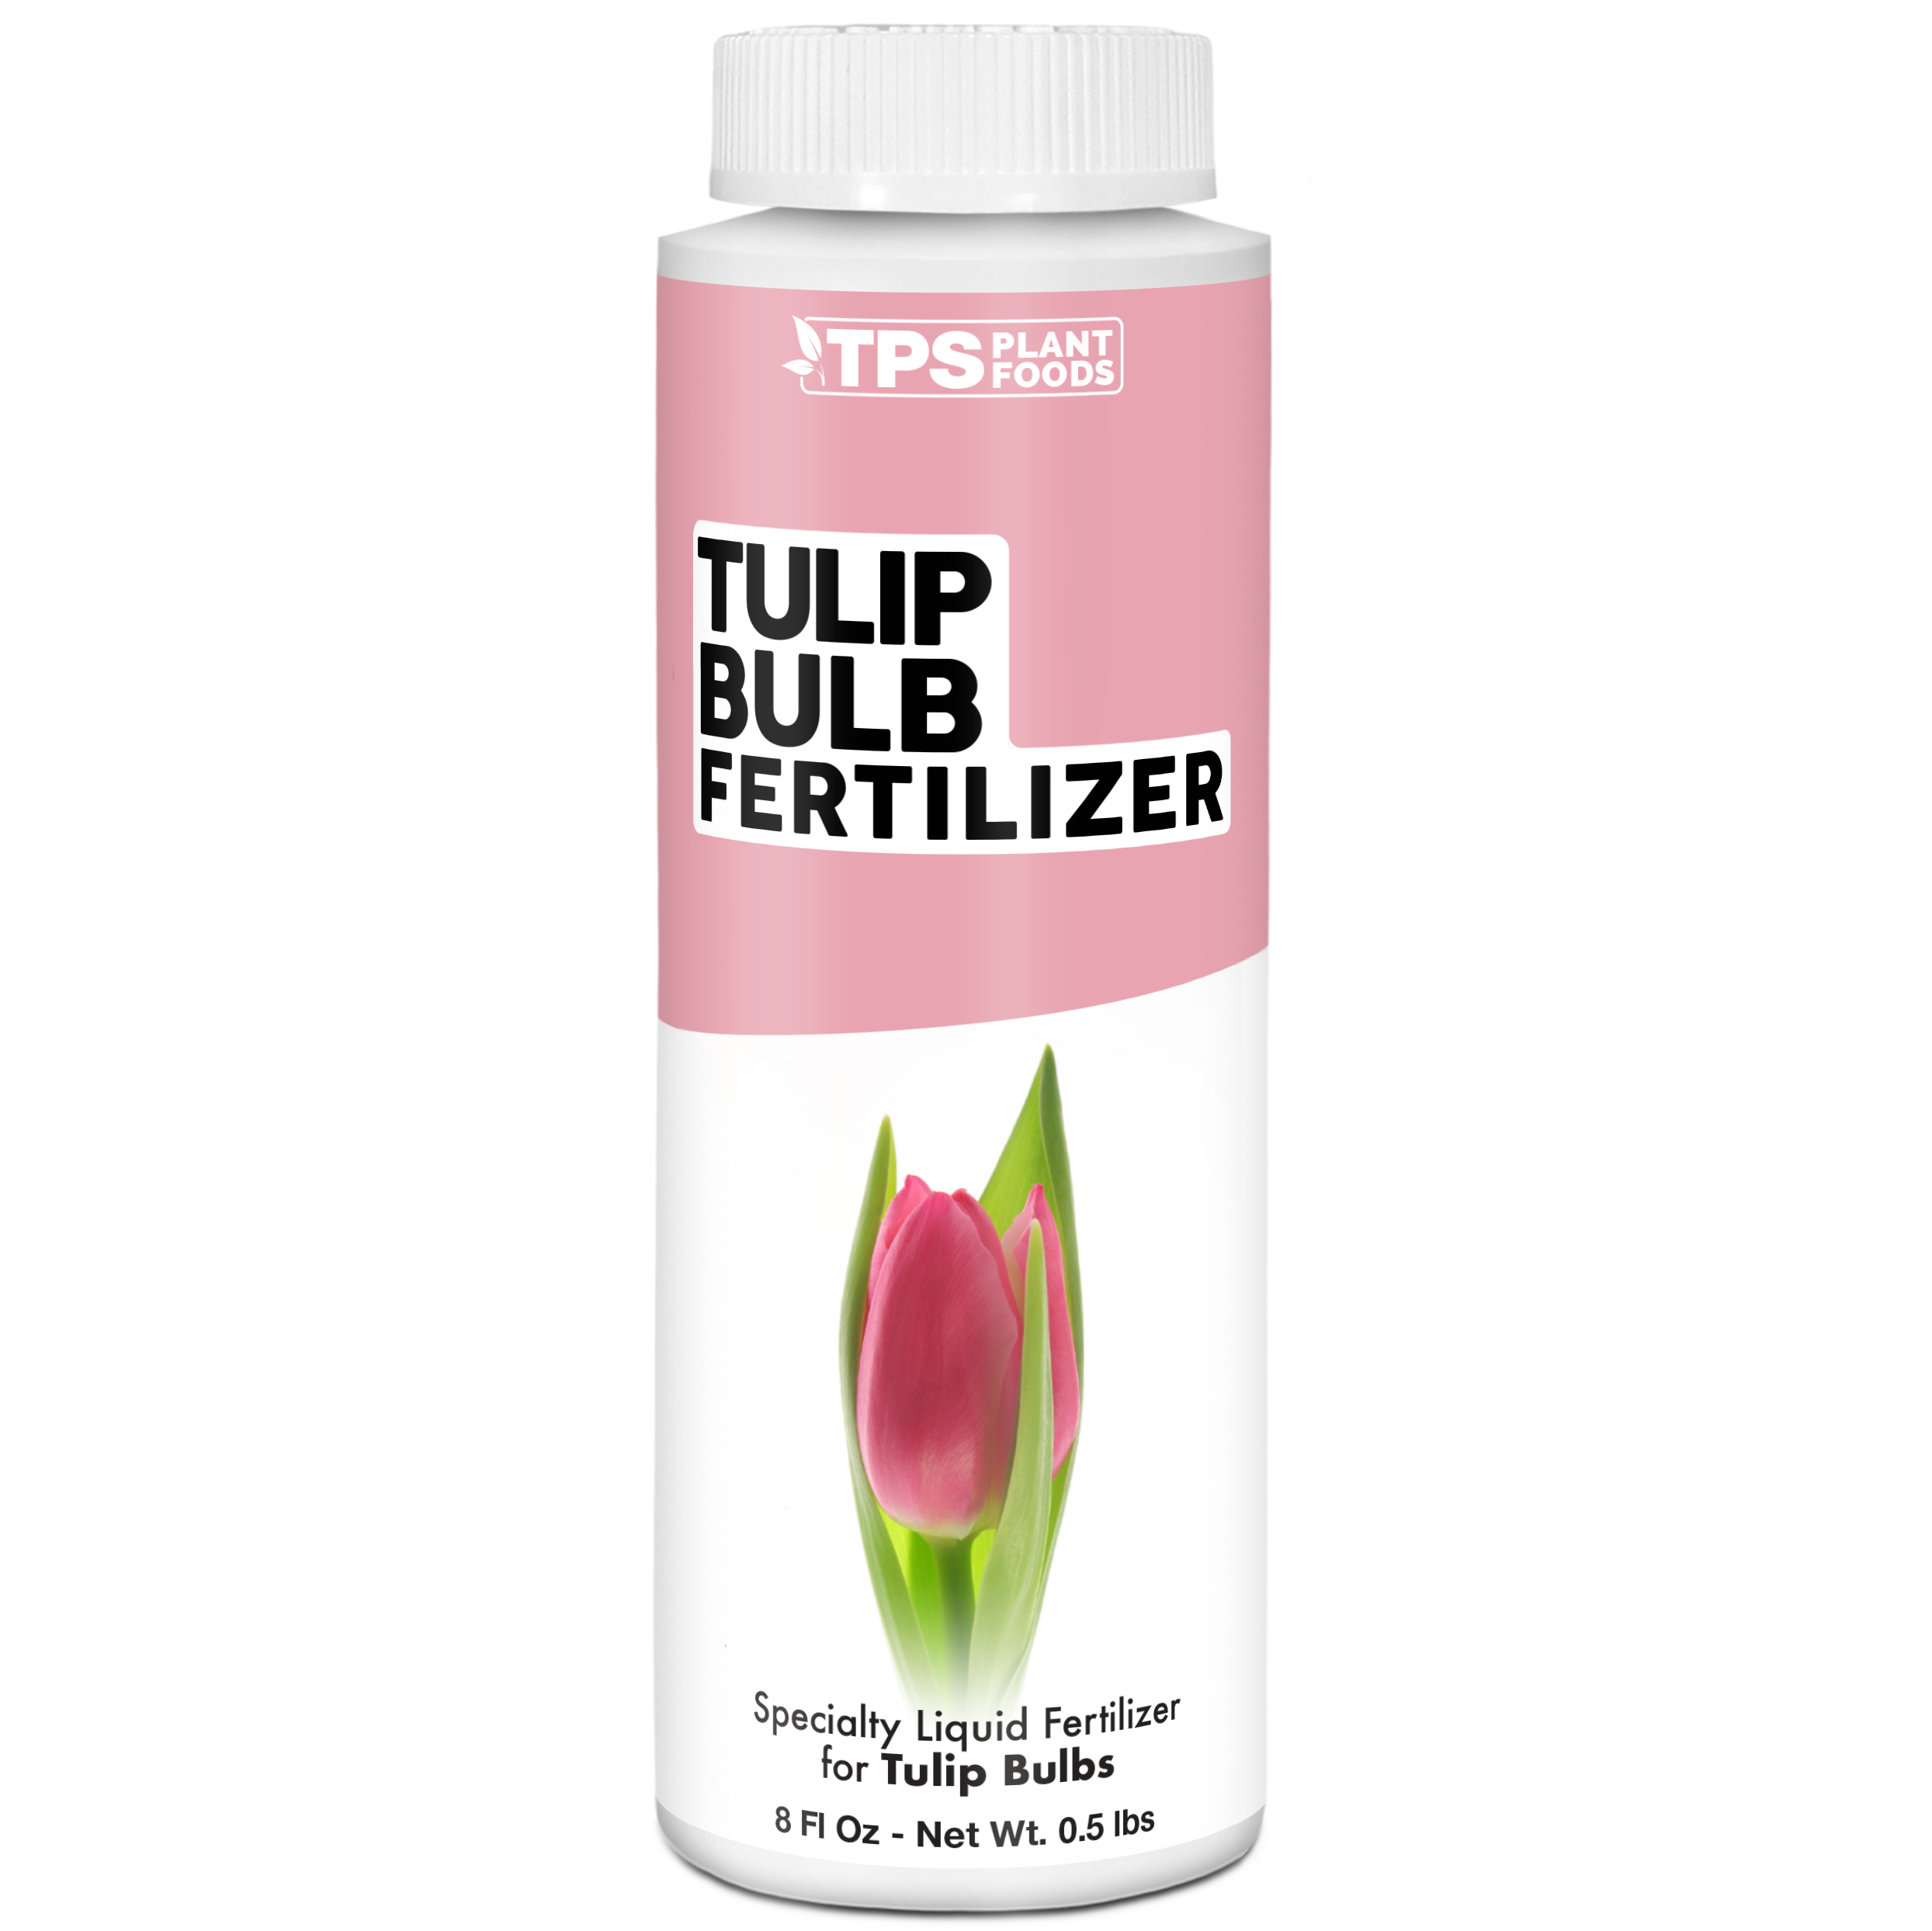 TPS PLANT FOODS
TULIP
BULB
FERTILIZER
Specialty Liquid Fertilizer
for Tulip Bulbs
8 Fl Oz - Net Wt. 0.5 lbs